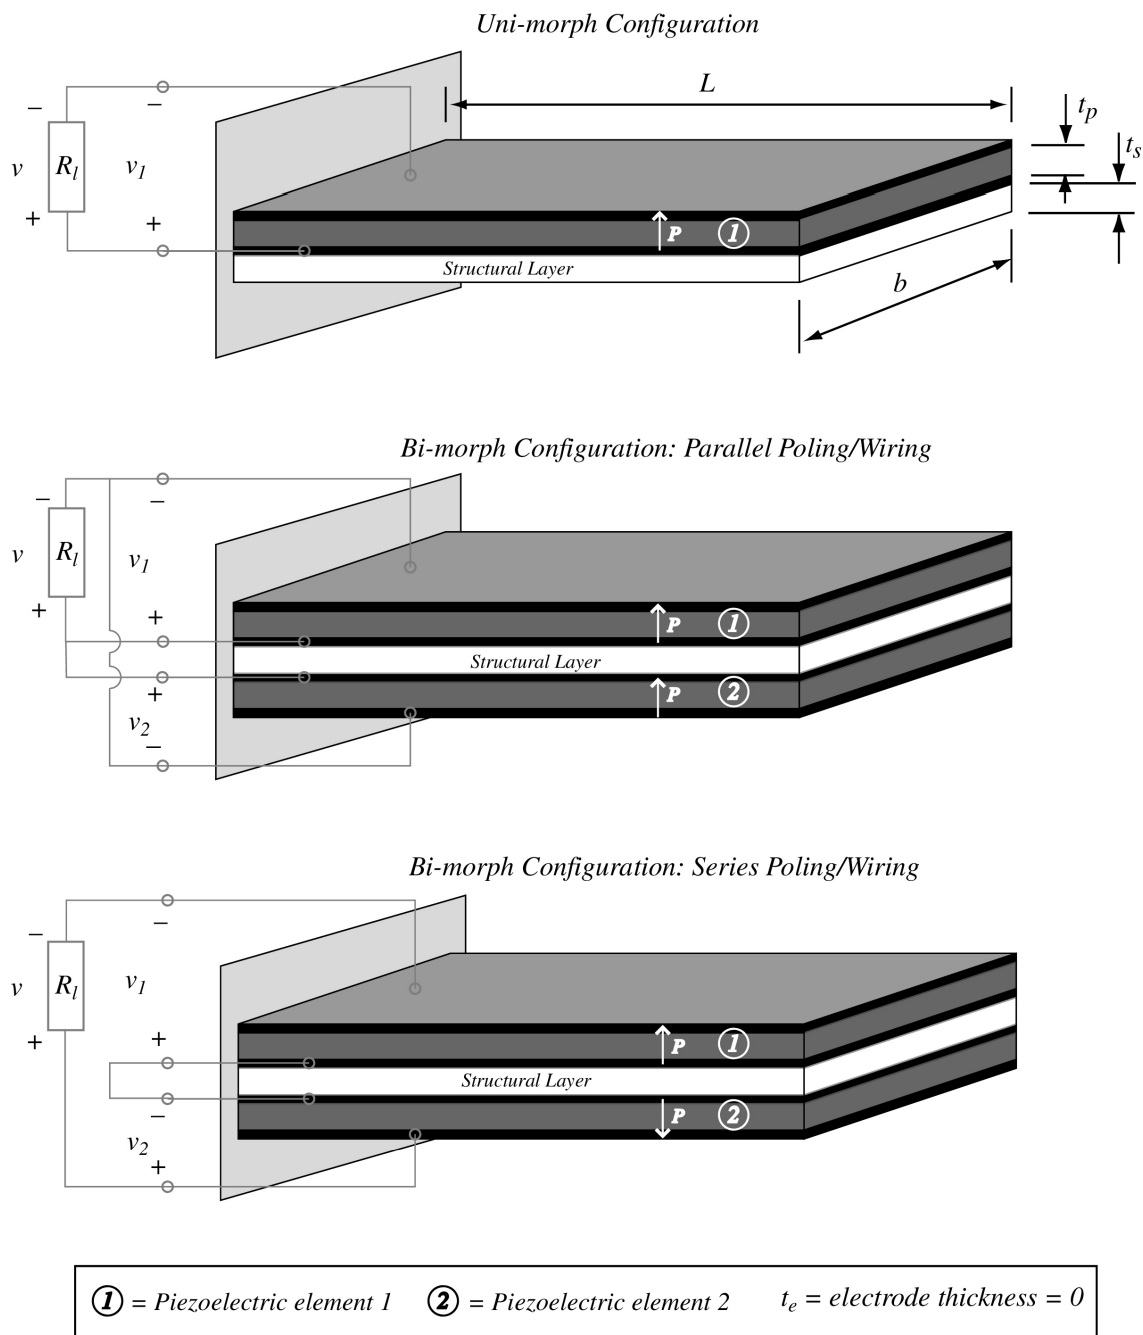 Uni-morph Configuration
L
t_p
t_s
−
−
v
R_l
v_1
+
+
P
1
Structural Layer
b
Bi-morph Configuration: Parallel Poling/Wiring
−
−
v
R_l
v_1
+
+
P
1
Structural Layer
+
P
2
v_2
−
Bi-morph Configuration: Series Poling/Wiring
−
−
v
R_l
v_1
+
+
P
1
Structural Layer
−
P
2
v_2
+
1 = Piezoelectric element 1 2 = Piezoelectric element 2 t_e = electrode thickness = 0